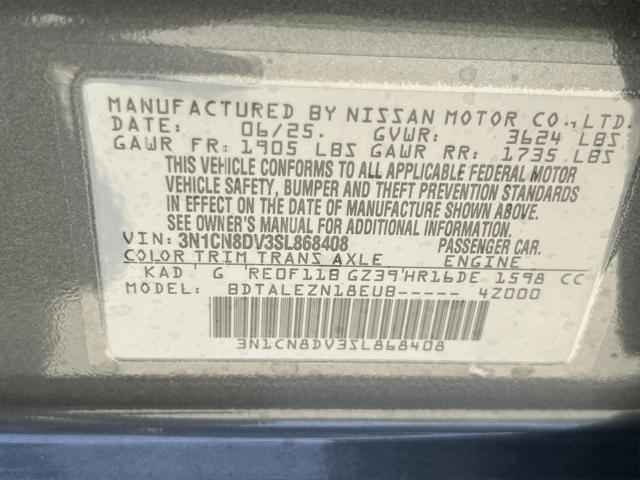 MANUFACTURED BY NISSAN MOTOR CO.,LTD.
DATE: 06/25. GVWR: 3624 LBS
GAWR FR: 1905 LBS GAWR RR: 1735 LBS
THIS VEHICLE CONFORMS TO ALL APPLICABLE FEDERAL MOTOR
VEHICLE SAFETY, BUMPER AND THEFT PREVENTION STANDARDS
IN EFFECT ON THE DATE OF MANUFACTURE SHOWN ABOVE.
SEE OWNER'S MANUAL FOR ADDITIONAL INFORMATION
VIN: 3N1CN8DV3SL868408 PASSENGER CAR.
COLOR TRIM TRANS AXLE ENGINE
KAD G 'RE0F11B GZ39'HR16DE 1598 CC
MODEL: BDTALEZN18EUB----- 4Z000
3N1CN8DV3SL868408